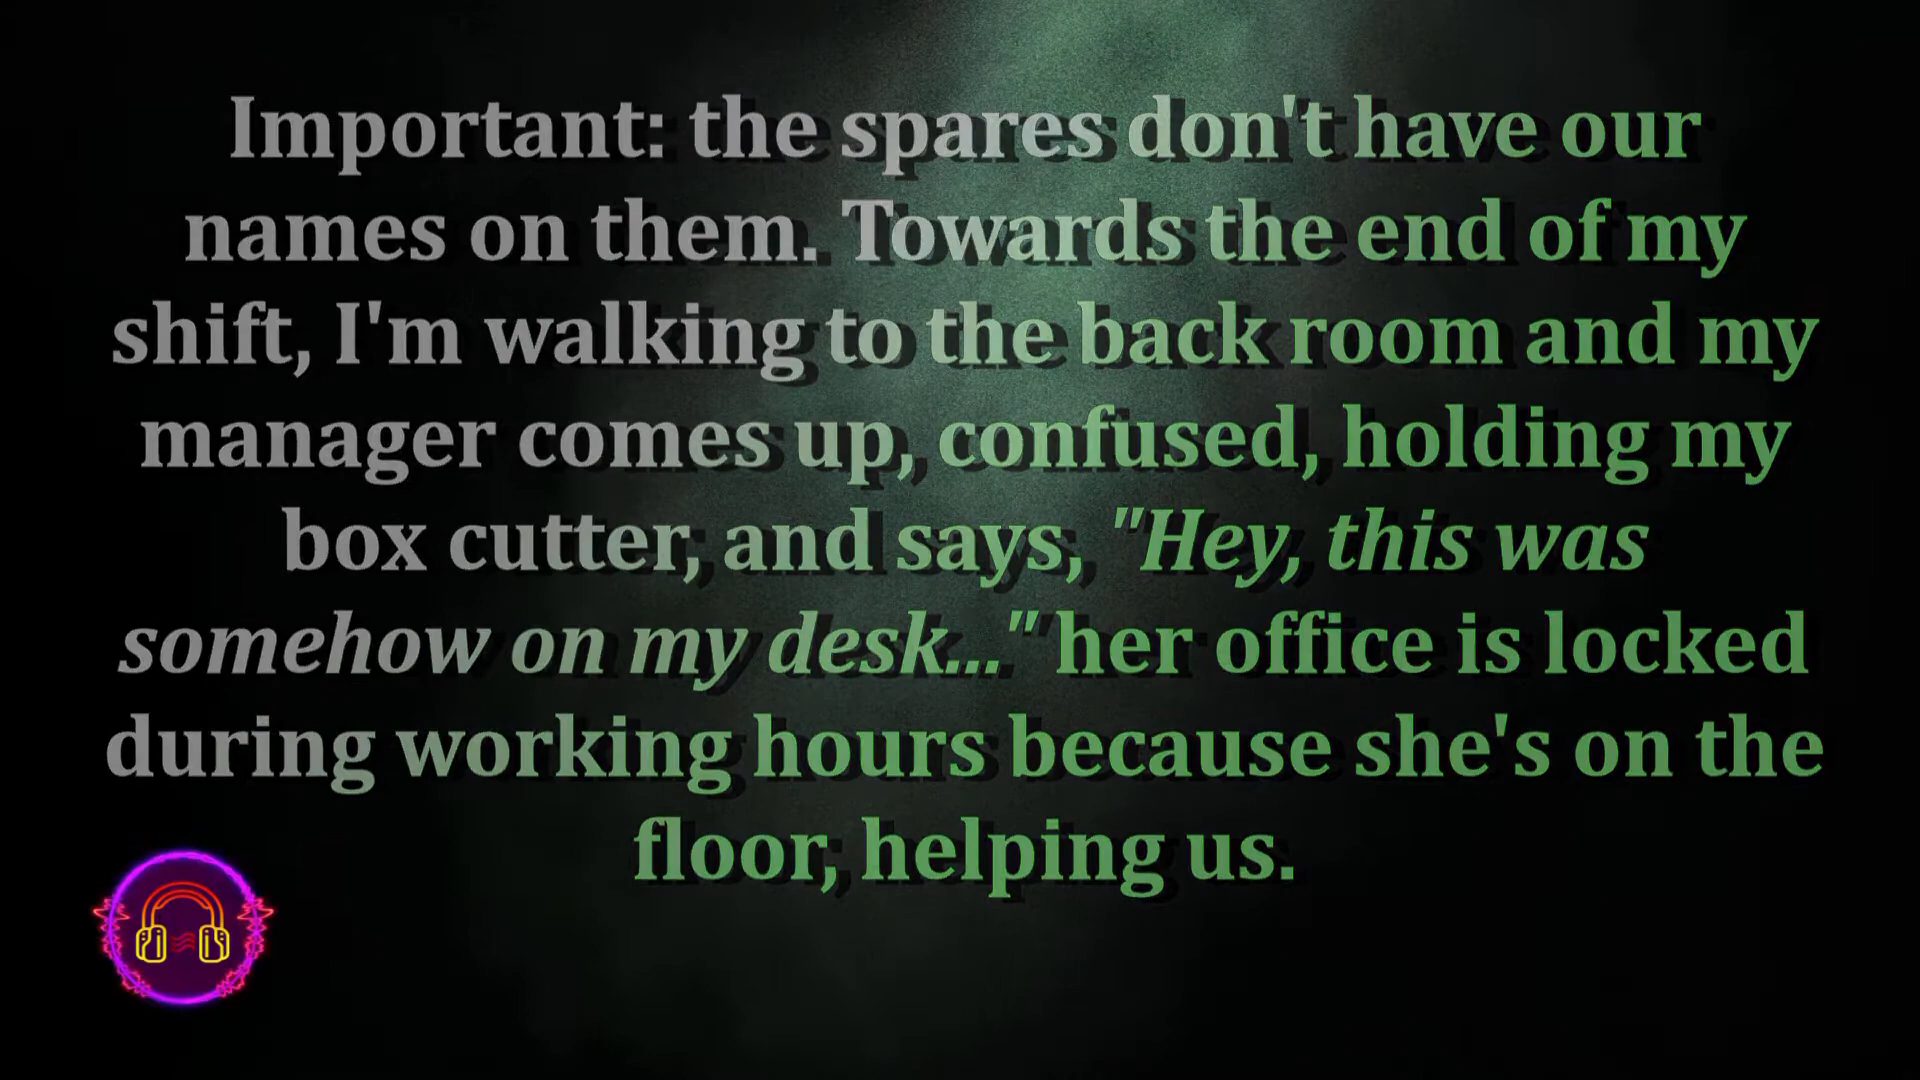 Important: the spares don't have our
names on them. Towards the end of my
shift, I'm walking to the back room and my
manager comes up, confused, holding my
box cutter, and says, "Hey, this was
somehow on my desk..." her office is locked
during working hours because she's on the
floor, helping us.